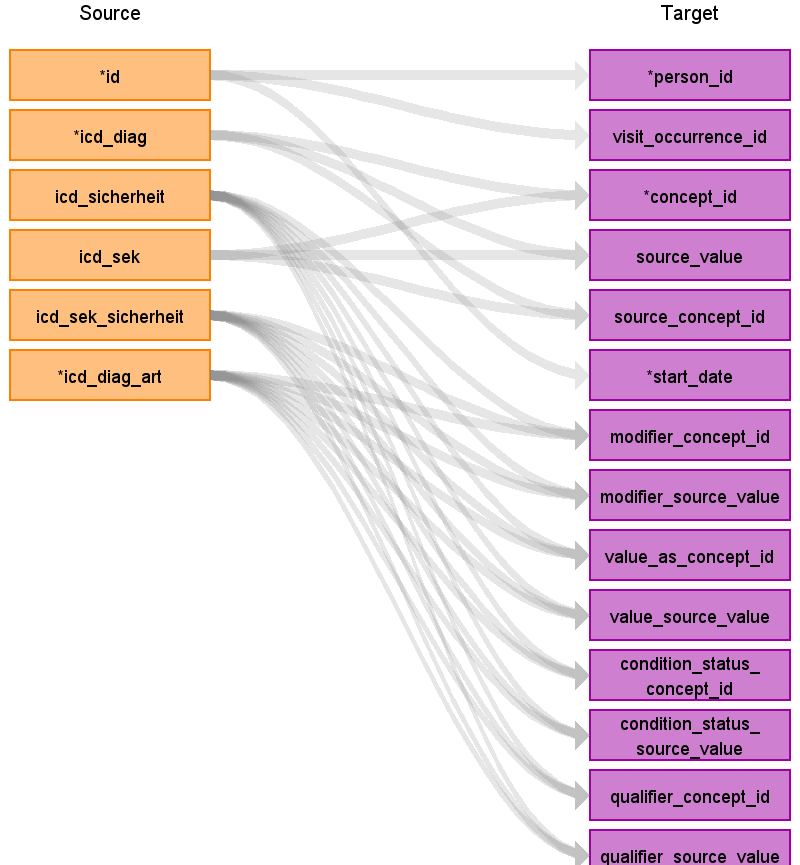 Source
Target
*id
*person_id
*icd_diag
visit_occurrence_id
icd_sicherheit
*concept_id
icd_sek
source_value
icd_sek_sicherheit
source_concept_id
*icd_diag_art
*start_date
modifier_concept_id
modifier_source_value
value_as_concept_id
value_source_value
condition_status_
concept_id
condition_status_
source_value
qualifier_concept_id
qualifier_source_value